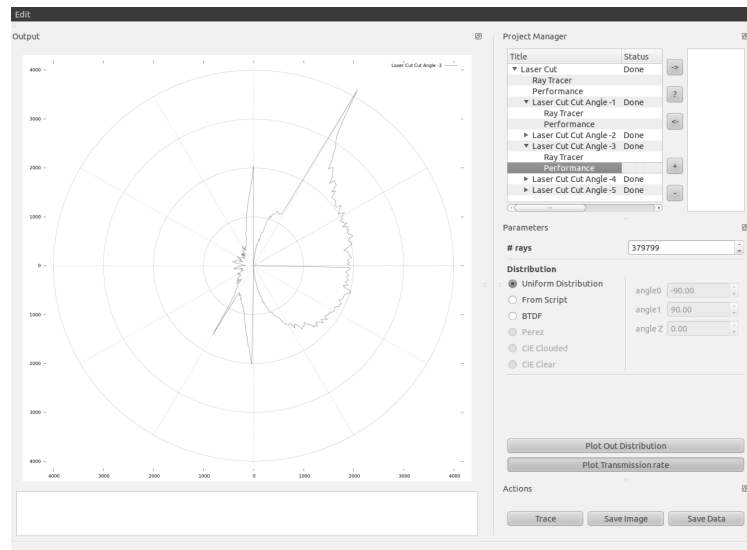 Edit
Output
Laser Cut Cut Angle -3
4000
3000
2000
1000
0
1000
2000
3000
4000
4000 3000 2000 1000 0 1000 2000 3000 4000
Project Manager
Title Status
Laser Cut Done
Ray Tracer
Performance
Laser Cut Cut Angle -1 Done
Ray Tracer
Performance
Laser Cut Cut Angle -2 Done
Laser Cut Cut Angle -3 Done
Ray Tracer
Performance
Laser Cut Cut Angle -4 Done
Laser Cut Cut Angle -5 Done
->
?
<-
+
-
Parameters
# rays 379799
Distribution
Uniform Distribution
From Script
BTDF
Perez
CIE Clouded
CIE Clear
angle0 -90.00
angle1 90.00
angle Z 0.00
Plot Out Distribution
Plot Transmission rate
Actions
Trace Save Image Save Data